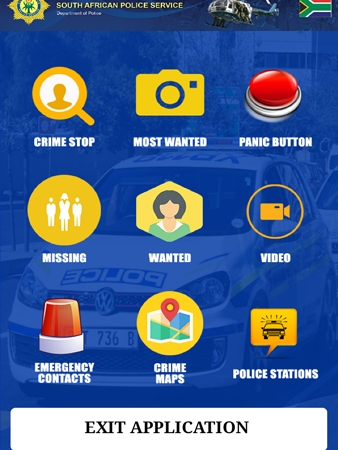 SOUTH AFRICAN POLICE SERVICE
Department of Police
CRIME STOP
MOST WANTED
PANIC BUTTON
MISSING
WANTED
VIDEO
POLICE
736 B
EMERGENCY
CONTACTS
CRIME
MAPS
POLICE STATIONS
EXIT APPLICATION